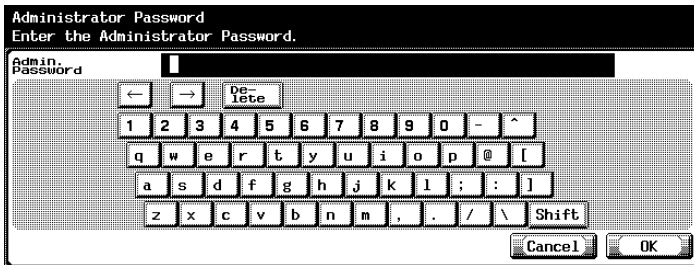 Administrator Password
Enter the Administrator Password.
Admin.
Password
← → De-
lete
1 2 3 4 5 6 7 8 9 0 - ^
q w e r t y u i o p @ [
a s d f g h j k l ; : ]
z x c v b n m , . / \ Shift
Cancel OK